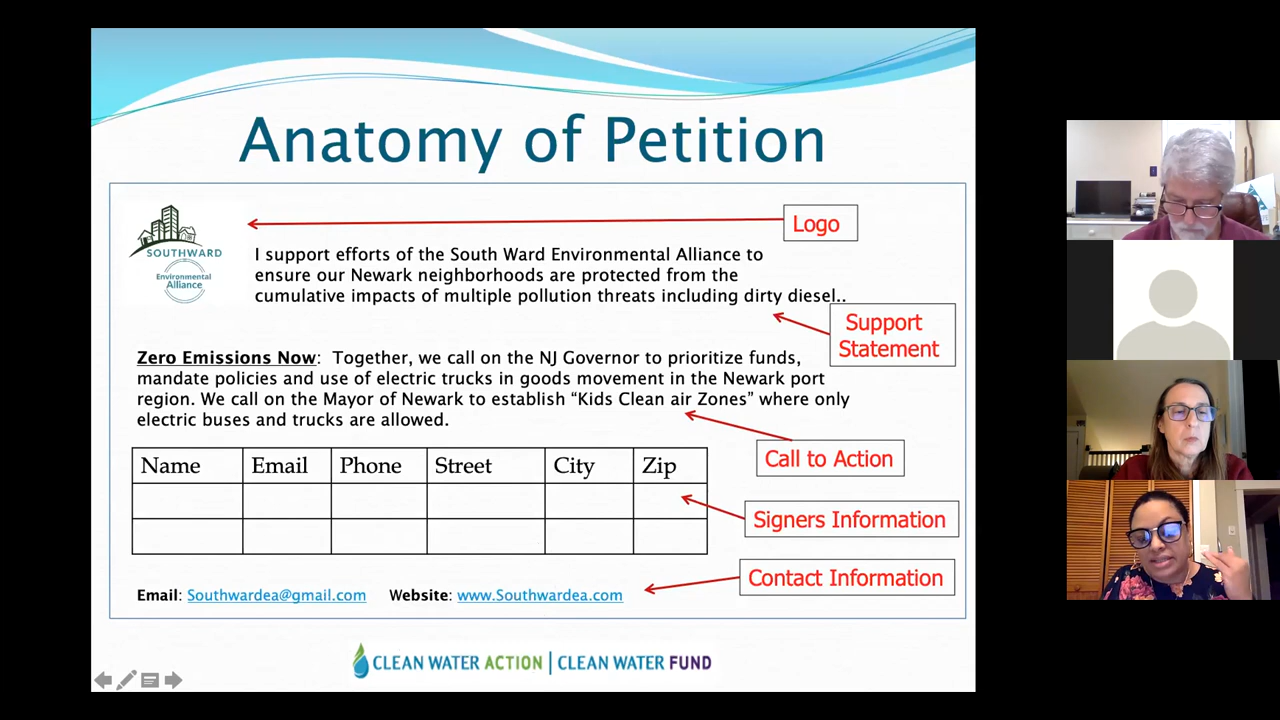 Anatomy of Petition
Logo
SOUTHWARD
Environmental
Alliance
I support efforts of the South Ward Environmental Alliance to
ensure our Newark neighborhoods are protected from the
cumulative impacts of multiple pollution threats including dirty diesel..
Support
Statement
Zero Emissions Now: Together, we call on the NJ Governor to prioritize funds,
mandate policies and use of electric trucks in goods movement in the Newark port
region. We call on the Mayor of Newark to establish “Kids Clean air Zones” where only
electric buses and trucks are allowed.
Call to Action
Name Email Phone Street City Zip
Signers Information
Contact Information
Email: Southwardea@gmail.com Website: www.Southwardea.com
CLEAN WATER ACTION | CLEAN WATER FUND